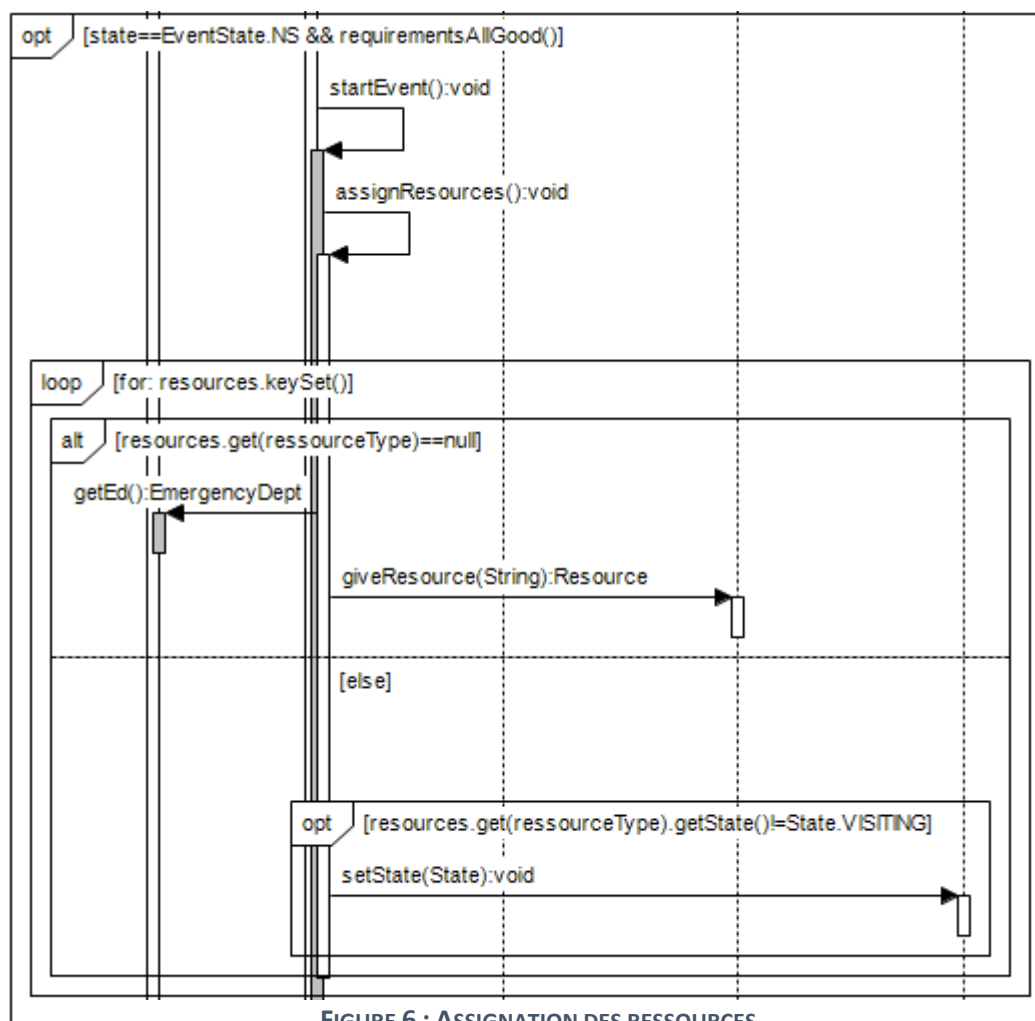 opt [state==EventState.NS && requirementsAllGood()]
startEvent():void
assignResources():void
loop [for: resources.keySet()]
alt [resources.get(ressourceType)==null]
getEd():EmergencyDept
giveResource(String):Resource
[else]
opt [resources.get(ressourceType).getState()!=State.VISITING]
setState(State):void
FIGURE 6 : ASSIGNATION DES RESSOURCES